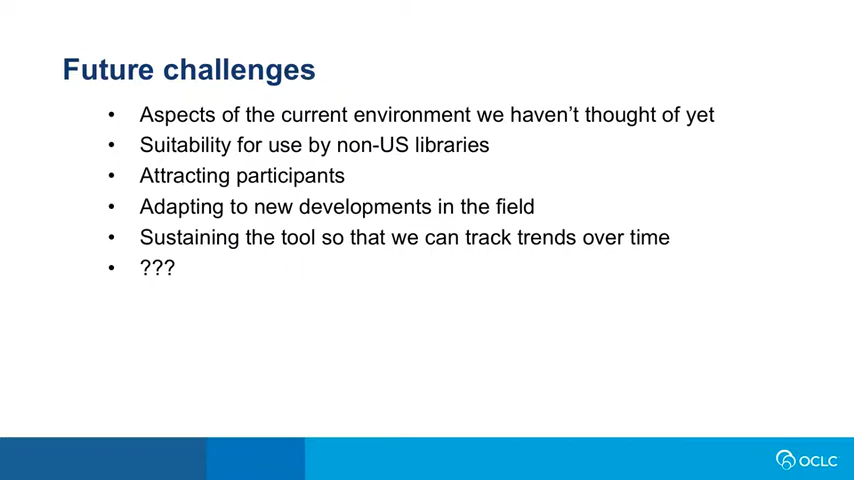 Future challenges
• Aspects of the current environment we haven’t thought of yet
• Suitability for use by non-US libraries
• Attracting participants
• Adapting to new developments in the field
• Sustaining the tool so that we can track trends over time
• ???
OCLC